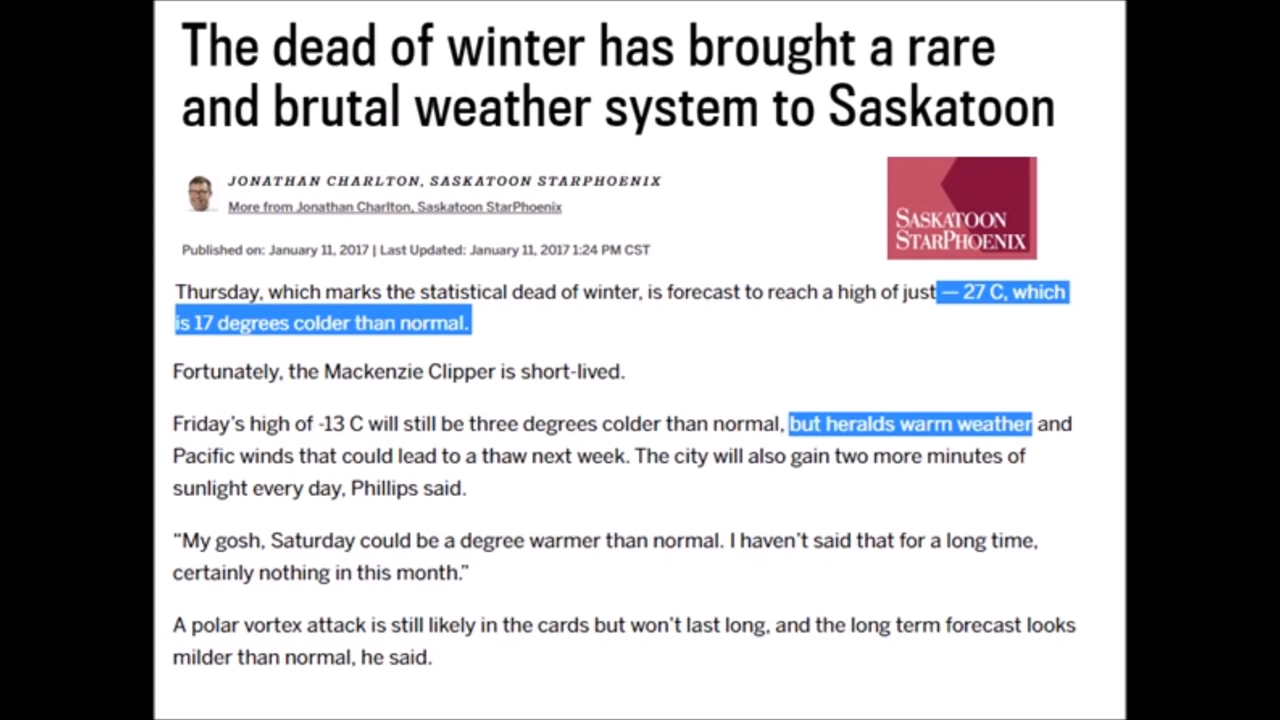 The dead of winter has brought a rare
and brutal weather system to Saskatoon
JONATHAN CHARLTON, SASKATOON STARPHOENIX
More from Jonathan Charlton, Saskatoon StarPhoenix
SASKATOON
STARPHOENIX
Published on: January 11, 2017 | Last Updated: January 11, 2017 1:24 PM CST
Thursday, which marks the statistical dead of winter, is forecast to reach a high of just — 27 C, which
is 17 degrees colder than normal.
Fortunately, the Mackenzie Clipper is short-lived.
Friday's high of -13 C will still be three degrees colder than normal, but heralds warm weather and
Pacific winds that could lead to a thaw next week. The city will also gain two more minutes of
sunlight every day, Phillips said.
“My gosh, Saturday could be a degree warmer than normal. I haven't said that for a long time,
certainly nothing in this month.”
A polar vortex attack is still likely in the cards but won't last long, and the long term forecast looks
milder than normal, he said.